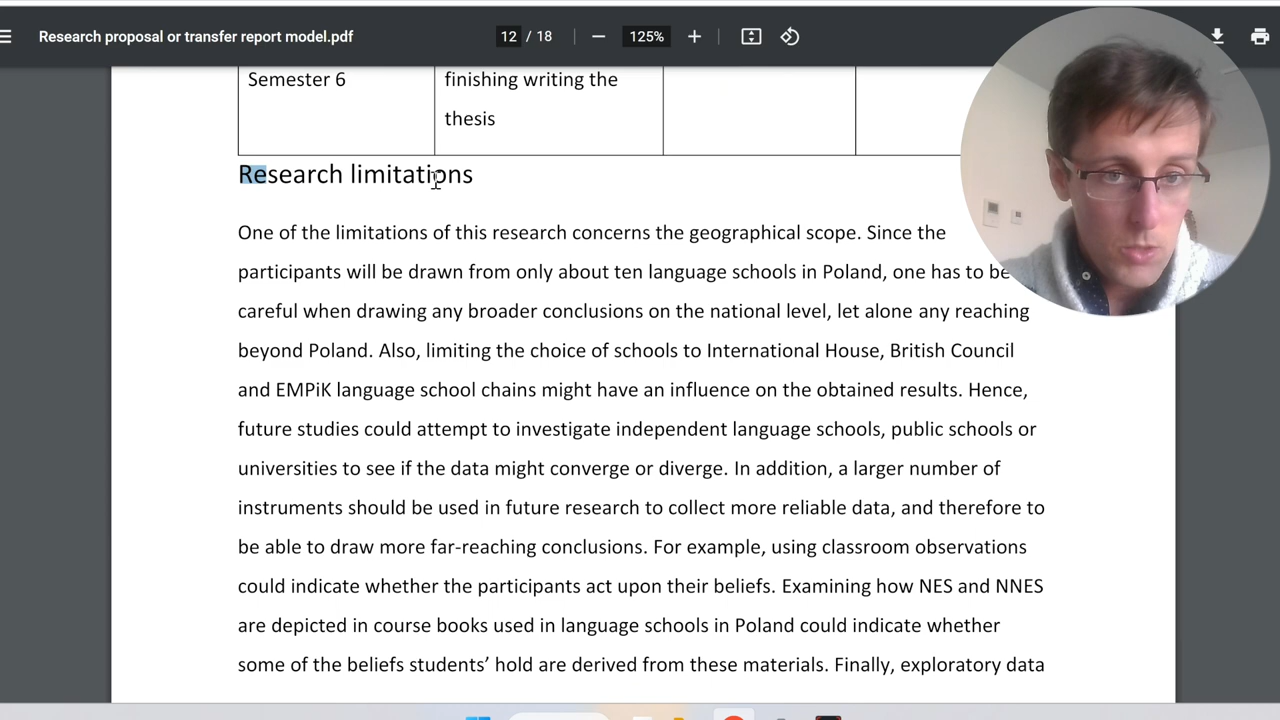 Research proposal or transfer report model.pdf
12 / 18
125%
Semester 6
finishing writing the
thesis
Research limitations
One of the limitations of this research concerns the geographical scope. Since the
participants will be drawn from only about ten language schools in Poland, one has to be
careful when drawing any broader conclusions on the national level, let alone any reaching
beyond Poland. Also, limiting the choice of schools to International House, British Council
and EMPiK language school chains might have an influence on the obtained results. Hence,
future studies could attempt to investigate independent language schools, public schools or
universities to see if the data might converge or diverge. In addition, a larger number of
instruments should be used in future research to collect more reliable data, and therefore to
be able to draw more far-reaching conclusions. For example, using classroom observations
could indicate whether the participants act upon their beliefs. Examining how NES and NNES
are depicted in course books used in language schools in Poland could indicate whether
some of the beliefs students’ hold are derived from these materials. Finally, exploratory data